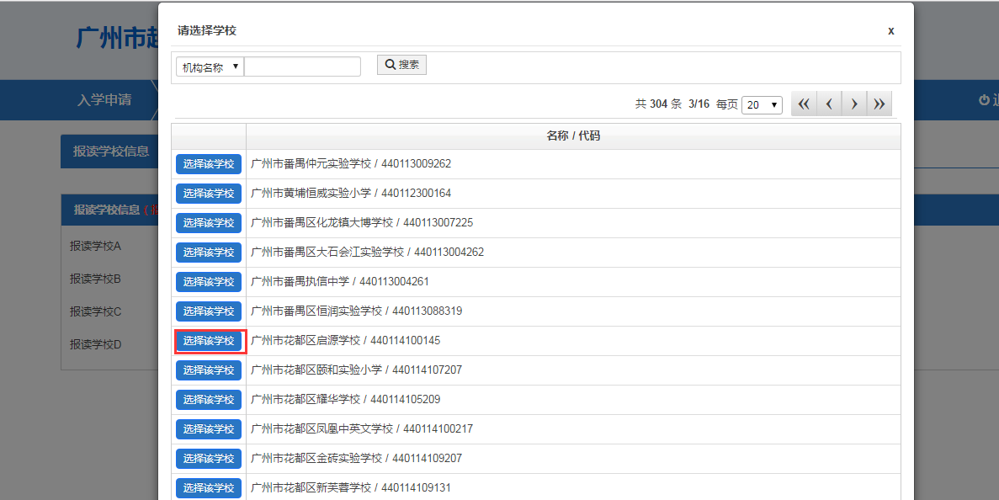 请选择学校
x
机构名称 ▼
搜索
共 304 条 3/16 每页 20 ▼
名称 / 代码
选择该学校 广州市番禺仲元实验学校 / 440113009262
选择该学校 广州市黄埔恒威实验小学 / 440112300164
选择该学校 广州市番禺区化龙镇大博学校 / 440113007225
选择该学校 广州市番禺区大石会江实验学校 / 440113004262
选择该学校 广州市番禺执信中学 / 440113004261
选择该学校 广州市番禺区恒润实验学校 / 440113088319
选择该学校 广州市花都区启源学校 / 440114100145
选择该学校 广州市花都区颐和实验小学 / 440114107207
选择该学校 广州市花都区耀华学校 / 440114105209
选择该学校 广州市花都区凤凰中英文学校 / 440114100217
选择该学校 广州市花都区金砖实验学校 / 440114109207
选择该学校 广州市花都区新芙蓉学校 / 440114109131
广州市
入学申请
报读学校信息
报读学校信息 (
报读学校A
报读学校B
报读学校C
报读学校D